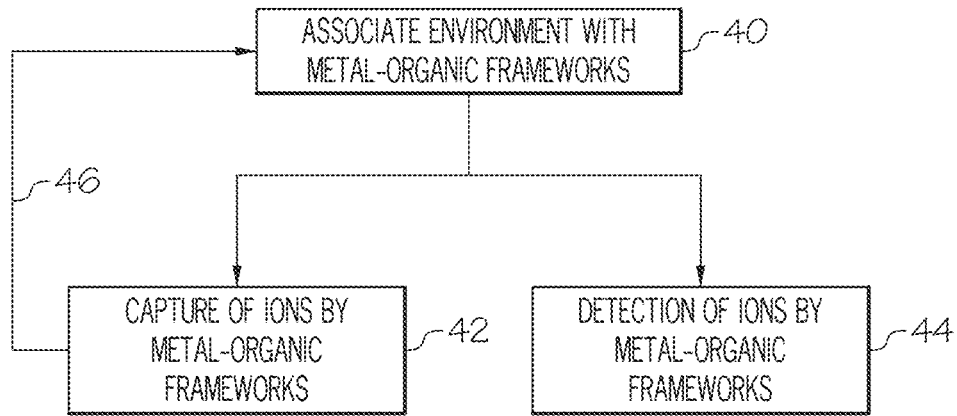 ASSOCIATE ENVIRONMENT WITH
METAL-ORGANIC FRAMEWORKS
40
46
CAPTURE OF IONS BY
METAL-ORGANIC
FRAMEWORKS
42
DETECTION OF IONS BY
METAL-ORGANIC
FRAMEWORKS
44